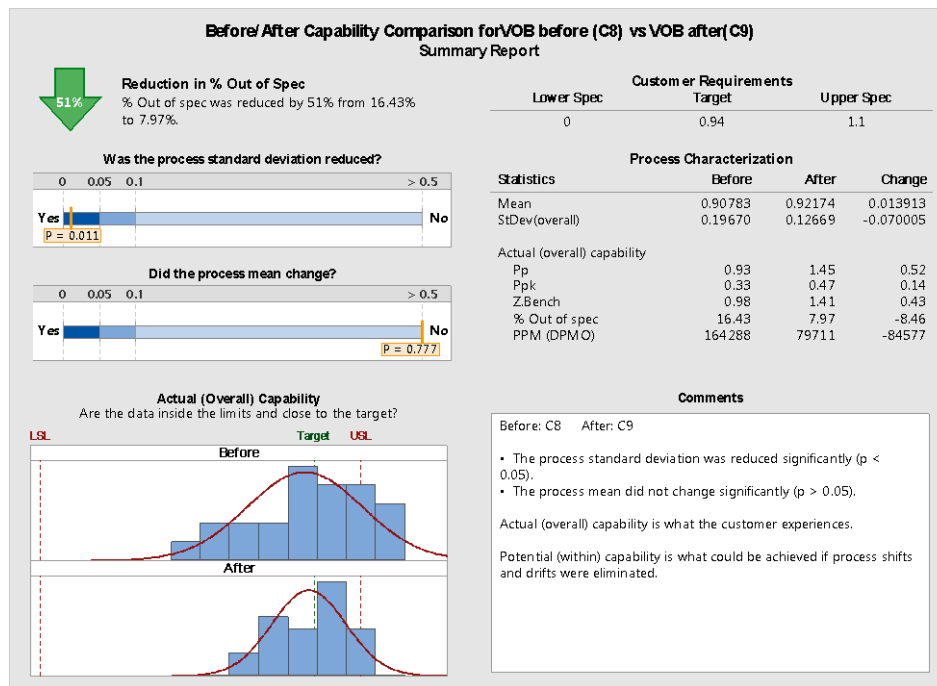 Before/After Capability Comparison forVOB before (C8) vs VOB after(C9)
Summary Report
51%
Reduction in % Out of Spec
% Out of spec was reduced by 51% from 16.43%
to 7.97%.
Customer Requirements
Lower Spec Target Upper Spec
0 0.94 1.1
Was the process standard deviation reduced?
0 0.05 0.1 > 0.5
Yes No
P = 0.011
Did the process mean change?
0 0.05 0.1 > 0.5
Yes No
P = 0.777
Process Characterization
Statistics Before After Change
Mean 0.90783 0.92174 0.013913
StDev(overall) 0.19670 0.12669 -0.070005
Actual (overall) capability
Pp 0.93 1.45 0.52
Ppk 0.33 0.47 0.14
Z.Bench 0.98 1.41 0.43
% Out of spec 16.43 7.97 -8.46
PPM (DPMO) 164288 79711 -84577
Actual (Overall) Capability
Are the data inside the limits and close to the target?
LSL Target USL
Before
After
Comments
Before: C8 After: C9
• The process standard deviation was reduced significantly (p <
0.05).
• The process mean did not change significantly (p > 0.05).
Actual (overall) capability is what the customer experiences.
Potential (within) capability is what could be achieved if process shifts
and drifts were eliminated.